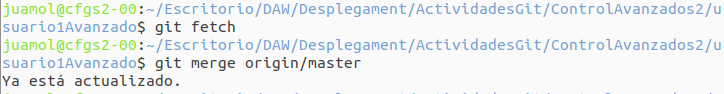 juamol@cfgs2-00:~/Escritorio/DAW/Desplegament/ActividadesGit/ControlAvanzados2/u
suario1Avanzado$ git fetch
juamol@cfgs2-00:~/Escritorio/DAW/Desplegament/ActividadesGit/ControlAvanzados2/u
suario1Avanzado$ git merge origin/master
Ya está actualizado.